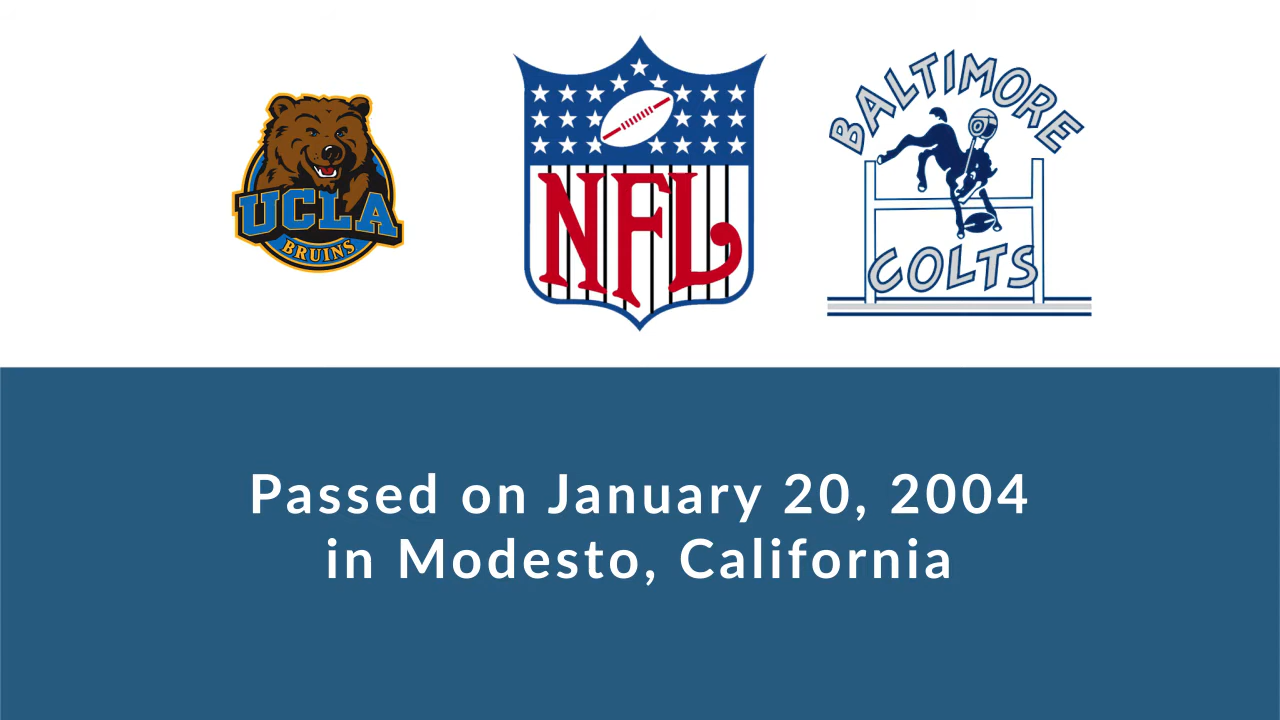 UCLA
BRUINS
NFL
BALTIMORE
COLTS
Passed on January 20, 2004
in Modesto, California